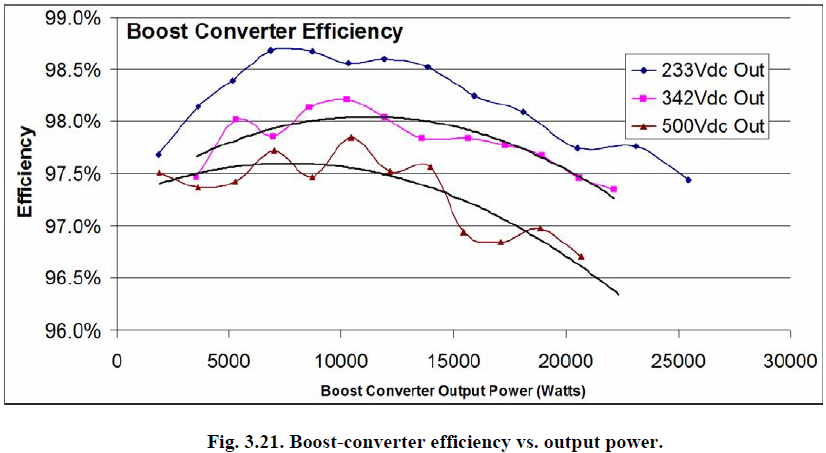 Boost Converter Efficiency
99.0%
98.5%
98.0%
97.5%
97.0%
96.5%
96.0%
Efficiency
233Vdc Out
342Vdc Out
500Vdc Out
0 5000 10000 15000 20000 25000 30000
Boost Converter Output Power (Watts)
Fig. 3.21. Boost-converter efficiency vs. output power.